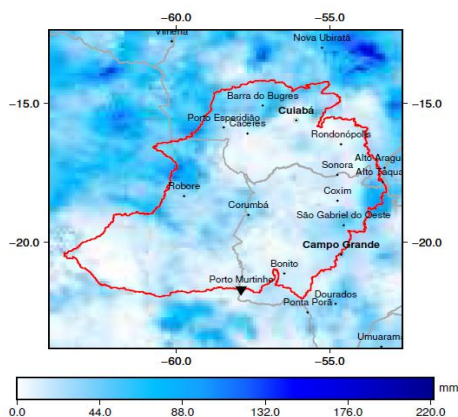 −60.0 −55.0
Vilhena Nova Ubiratã
−15.0 −15.0
Barra do Bugres
Cuiabá
Porto Esperidião
Cáceres
Rondonópolis
Sonora Alto Aragu
Alto Taqua
Robore Coxim
Corumbá
São Gabriel do Oeste
−20.0 −20.0
Campo Grande
Bonito
Porto Murtinho
Ponta Porã Dourados
Umuarama
−60.0 −55.0
mm
0.0 44.0 88.0 132.0 176.0 220.0